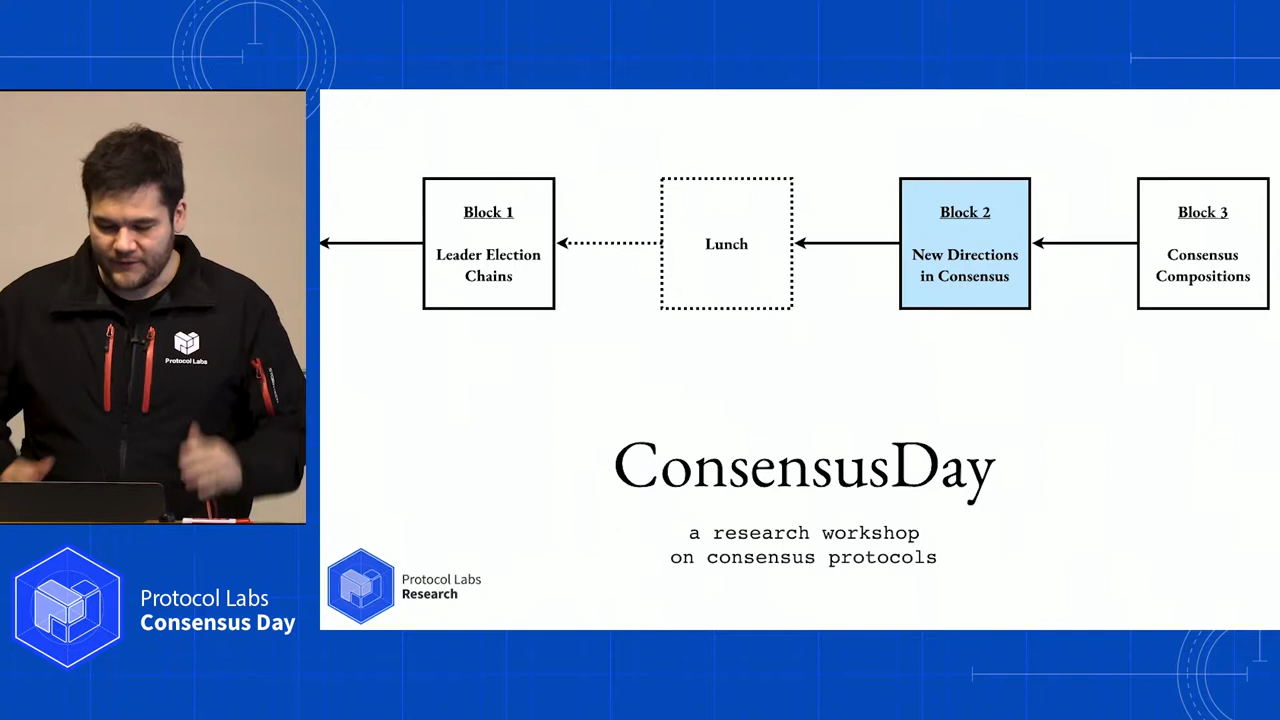 Block 1
Leader Election
Chains
Lunch
Block 2
New Directions
in Consensus
Block 3
Consensus
Compositions
ConsensusDay
a research workshop
on consensus protocols
Protocol Labs
Research
Protocol Labs
Protocol Labs
Consensus Day